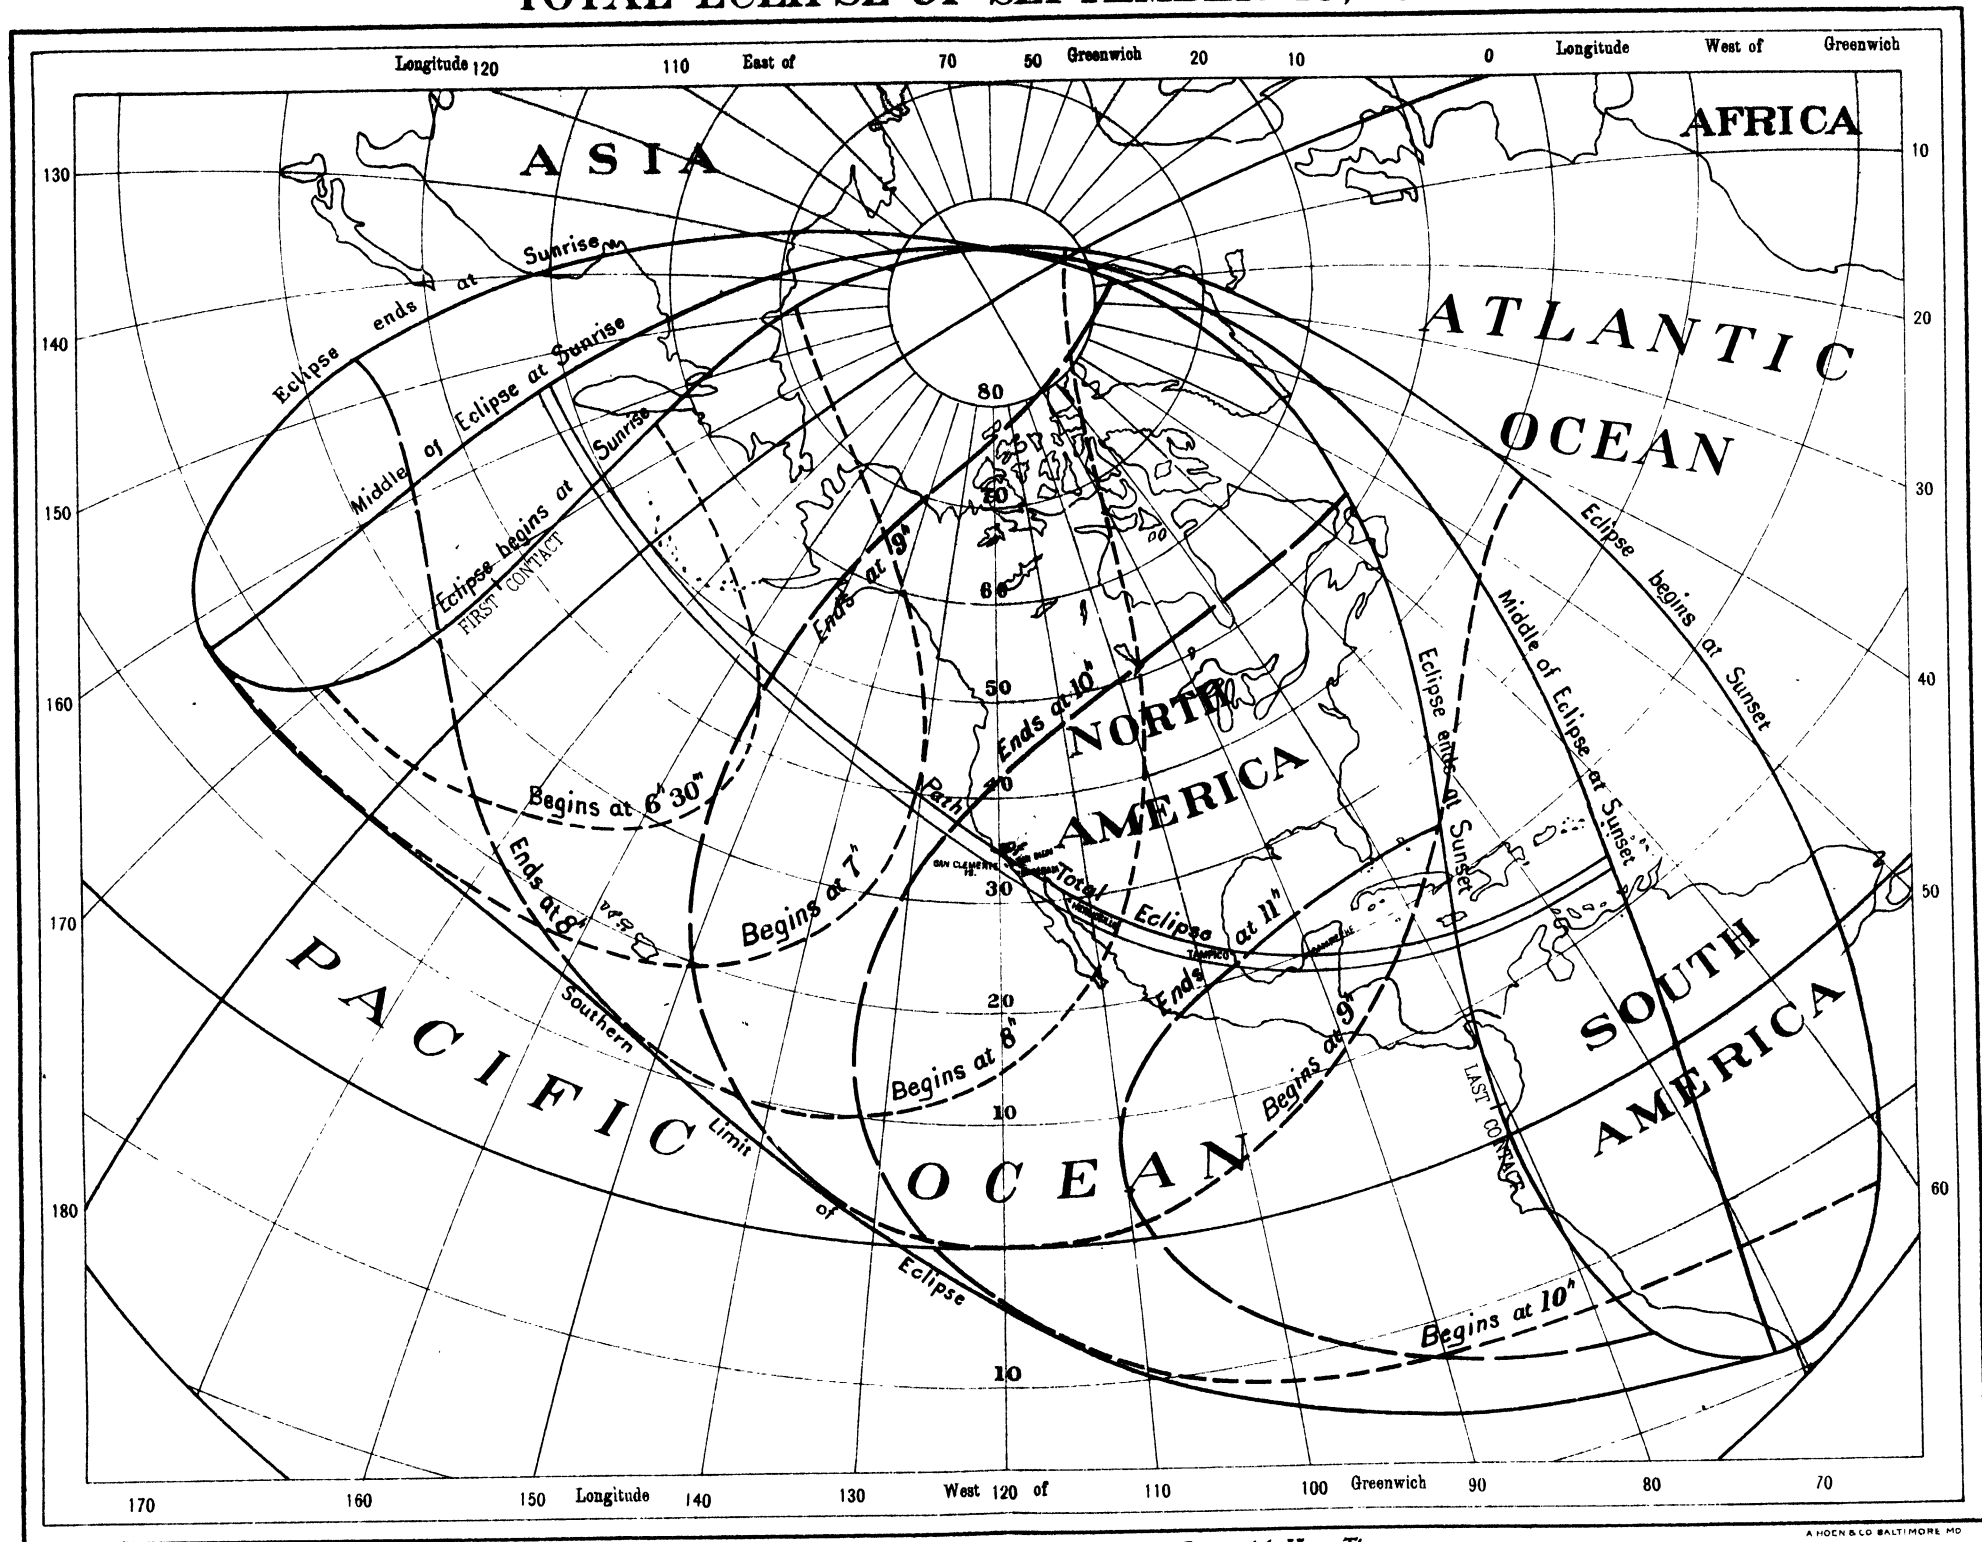 Longitude 120 110 East of 70 50 Greenwich 20 10 0 Longitude West of Greenwich
AFRICA
ASIA
130
10
140
20
150
30
160
40
170
50
180
60
ATLANTIC
OCEAN
Eclipse ends at Sunrise
Middle of Eclipse at Sunrise
Eclipse begins at Sunrise
FIRST CONTACT
80
70
60
50
40
30
20
10
10
Ends at 9h
Ends at 10h
NORTH
AMERICA
Eclipse begins at Sunset
Middle of Eclipse at Sunset
Eclipse ends at Sunset
Begins at 6h 30m
Ends at 8h
Begins at 7h
Path of Total Eclipse
SAN CLEMENTE IS.
TAMPICO
Ends at 11h
Begins at 8h
Begins at 9h
SOUTH
AMERICA
LAST CONTACT
PACIFIC
OCEAN
Southern Limit of Eclipse
Begins at 10h
170 160 150 Longitude 140 130 West 120 of 110 100 Greenwich 90 80 70
A HOEN & CO BALTIMORE MD